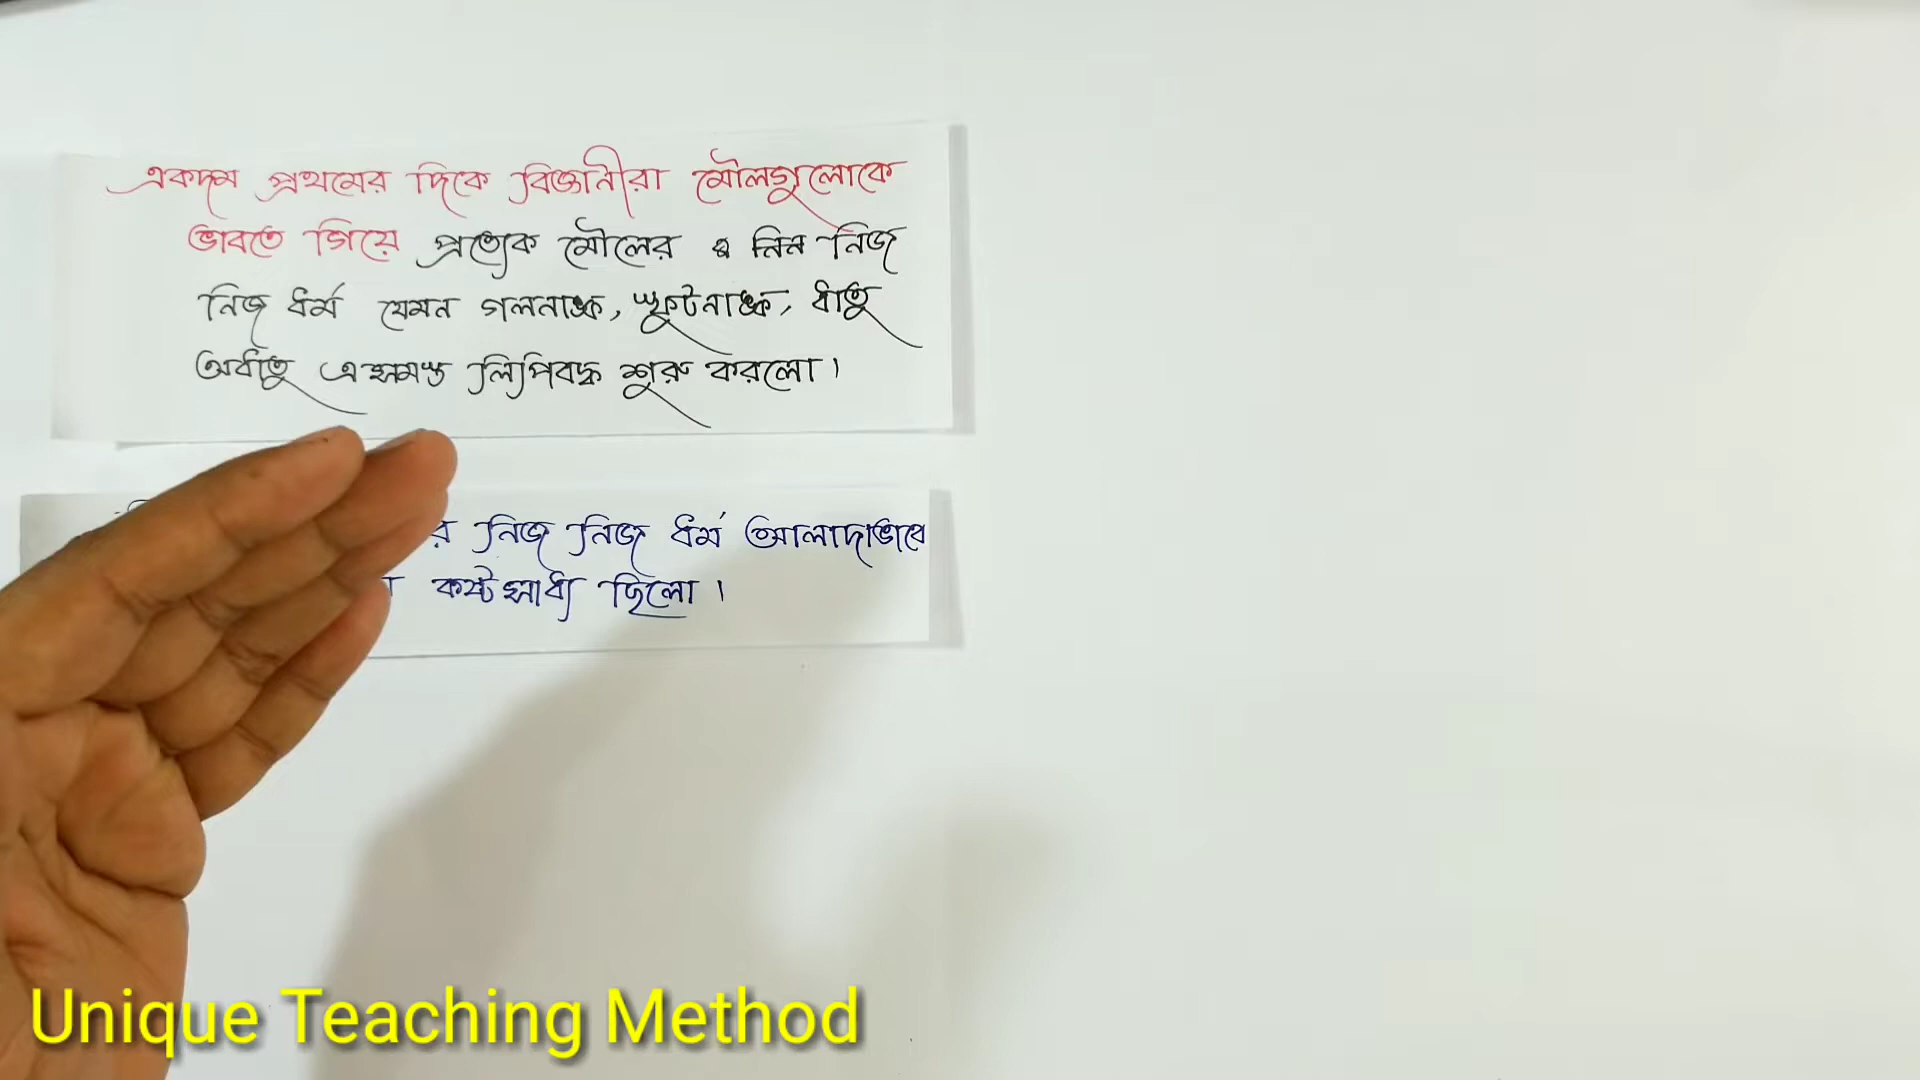 একদম প্রথমের দিকে বিজ্ঞানীরা মৌলগুলোকে
ভাবতে গিয়ে প্রত্যেক মৌলের নিজ
নিজ ধর্ম যেমন গলনাঙ্ক, স্ফুটনাঙ্ক, ধাতু
অধাতু এসমস্ত লিপিবদ্ধ শুরু করলো।
র নিজ নিজ ধর্ম আলাদাভাবে
কষ্টসাধ্য ছিলো।
Unique Teaching Method